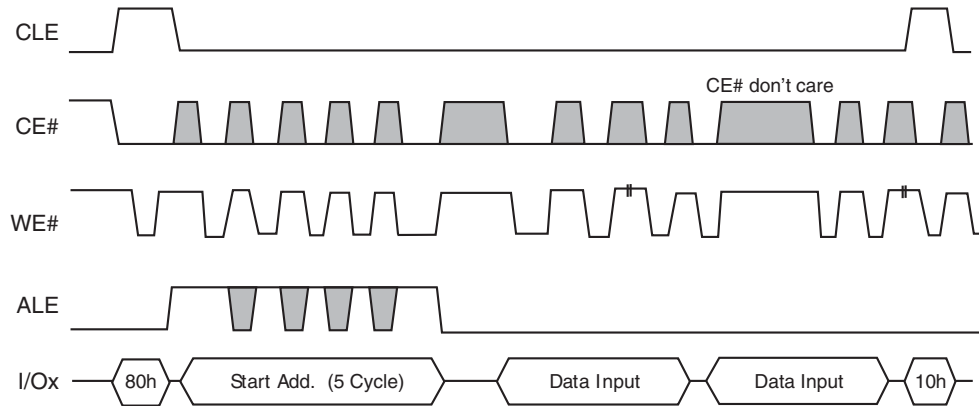 CLE
CE# don't care
CE#
WE#
ALE
I/Ox 80h Start Add. (5 Cycle) Data Input Data Input 10h